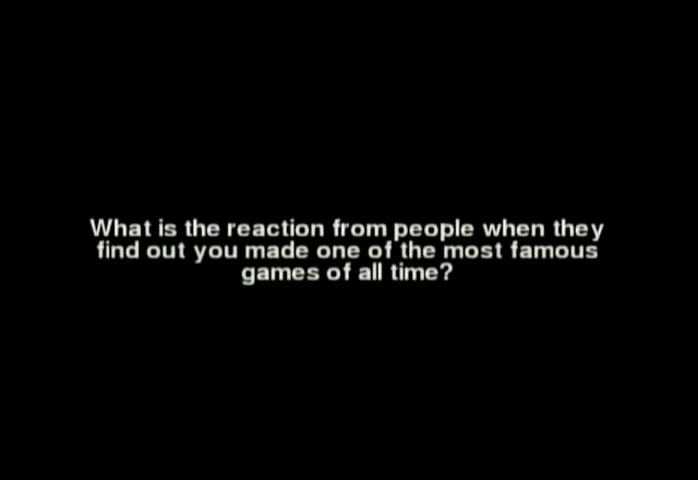 What is the reaction from people when they
find out you made one of the most famous
games of all time?